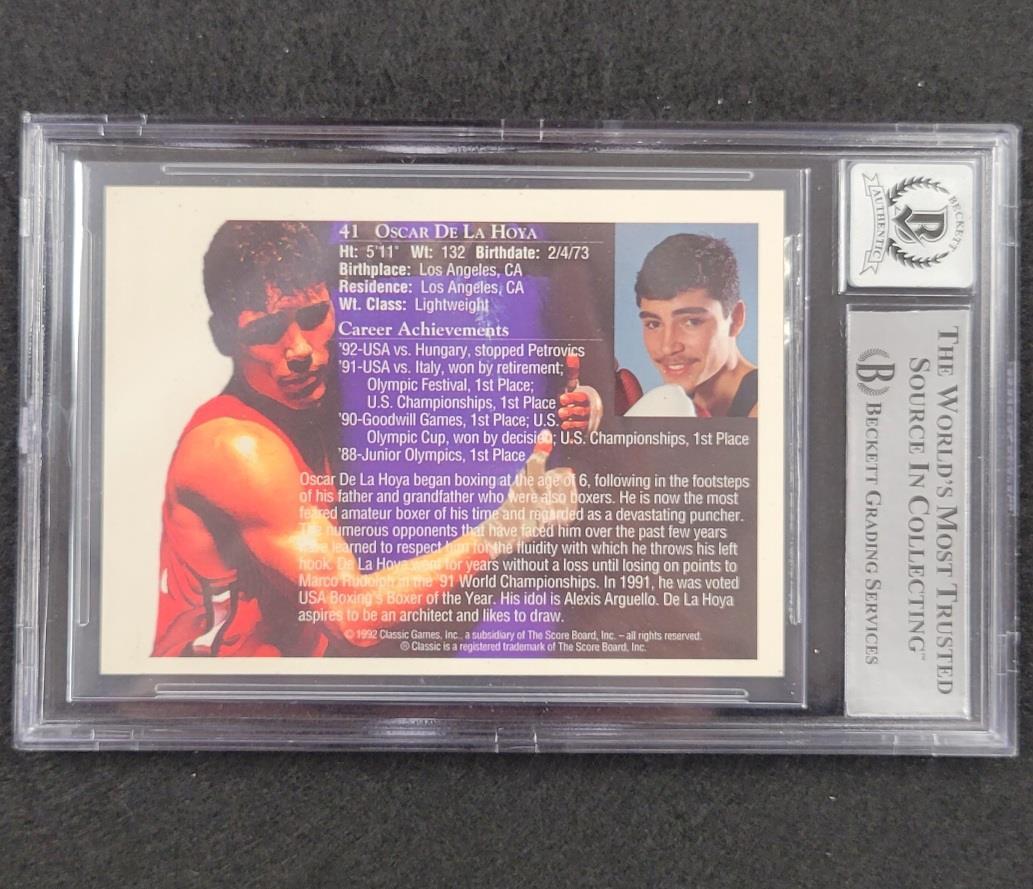 41 OSCAR DE LA HOYA
Ht: 5'11" Wt: 132 Birthdate: 2/4/73
Birthplace: Los Angeles, CA
Residence: Los Angeles, CA
Wt. Class: Lightweight
Career Achievements
'92-USA vs. Hungary, stopped Petrovics
'91-USA vs. Italy, won by retirement;
Olympic Festival, 1st Place;
U.S. Championships, 1st Place
'90-Goodwill Games, 1st Place; U.S.
Olympic Cup, won by decision; U.S. Championships, 1st Place
'88-Junior Olympics, 1st Place
Oscar De La Hoya began boxing at the age of 6, following in the footsteps
of his father and grandfather who were also boxers. He is now the most
feared amateur boxer of his time and regarded as a devastating puncher.
The numerous opponents that have faced him over the past few years
have learned to respect him for the fluidity with which he throws his left
hook. De La Hoya went for years without a loss until losing on points to
Marco Rudolph in the '91 World Championships. In 1991, he was voted
USA Boxing's Boxer of the Year. His idol is Alexis Arguello. De La Hoya
aspires to be an architect and likes to draw.
© 1992 Classic Games, Inc., a subsidiary of The Score Board, Inc. – all rights reserved.
® Classic is a registered trademark of The Score Board, Inc.
BECKETT
B
AUTHENTIC
THE WORLD'S MOST TRUSTED
SOURCE IN COLLECTING™
B BECKETT GRADING SERVICES